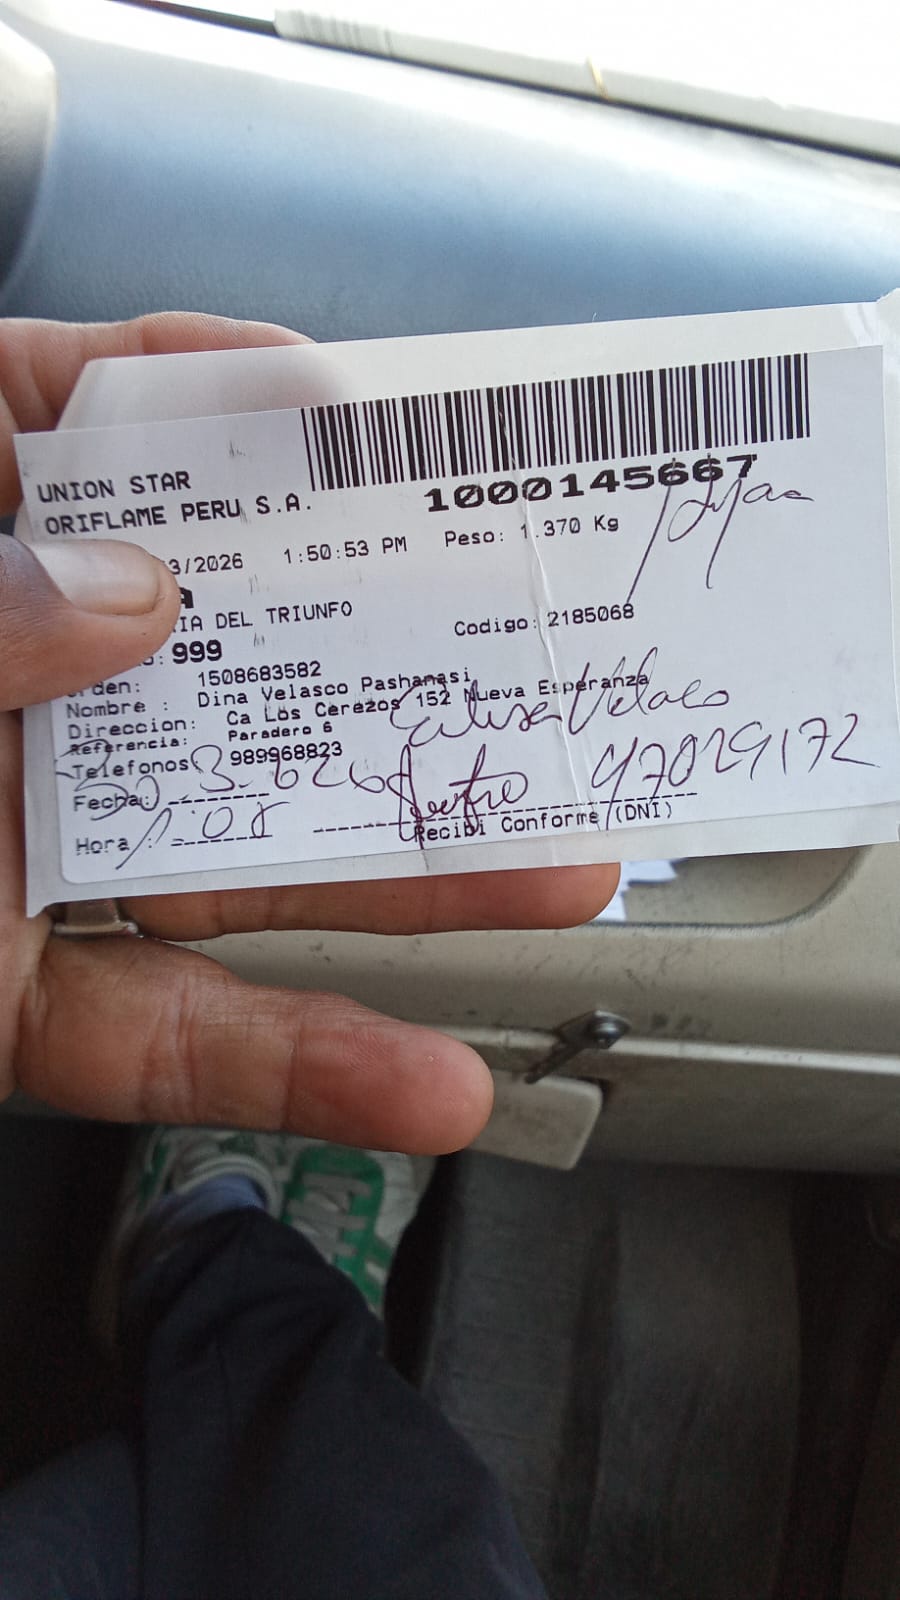 UNION STAR
ORIFLAME PERU S.A.
1000145667
3/2026 1:50:53 PM Peso: 1.370 Kg
A
IA DEL TRIUNFO
Codigo: 2185068
: 999
rden: 1508683582
Nombre : Dina Velasco Pashanasi
Direccion: Ca Los Cerezos 152 Nueva Esperanza
Referencia: Paradero 6
Telefonos: 989968823
Velasco
Fecha:
47029172
Hora :
Recibi Conforme (DNI)